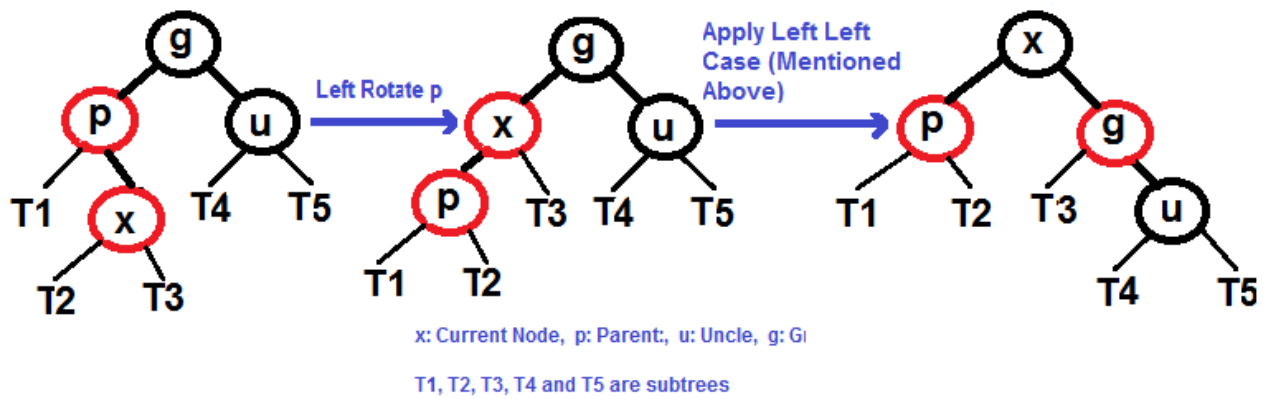 g
p
u
x
T1
T4
T5
T2
T3
Left Rotate p
g
x
u
p
T3
T4
T5
T1
T2
Apply Left Left
Case (Mentioned
Above)
x
p
g
T1
T2
T3
u
T4
T5
x: Current Node, p: Parent:, u: Uncle, g: G
T1, T2, T3, T4 and T5 are subtrees